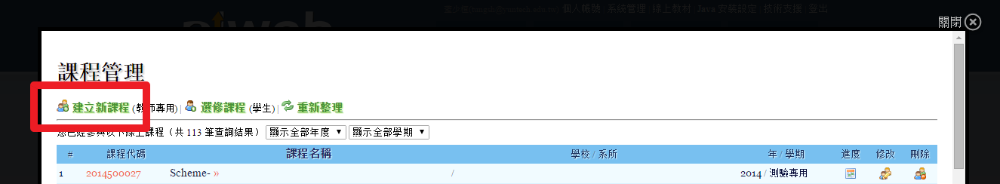 個人帳號 | 系統管理 | 線上教材 | Java 安裝設定 | 技術支援 | 登出
關閉
課程管理
建立新課程 (教師專用) | 選修課程 (學生) | 重新整理
您已經參與以下線上課程（共 113 筆查詢結果） 顯示全部年度 ▼ 顯示全部學期 ▼
# 課程代碼 課程名稱 學校 / 系所 年 / 學期 進度 修改 刪除
1 2014500027 Scheme- » / 2014 / 測驗專用